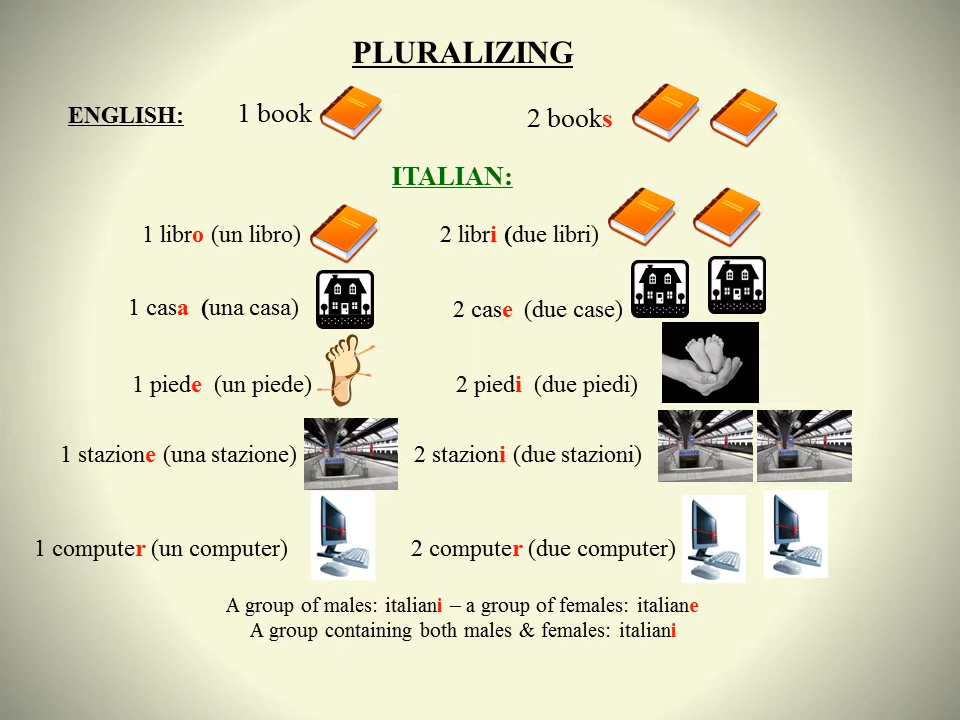 PLURALIZING
ENGLISH: 1 book 2 books
ITALIAN:
1 libro (un libro) 2 libri (due libri)
1 casa (una casa) 2 case (due case)
1 piede (un piede) 2 piedi (due piedi)
1 stazione (una stazione) 2 stazioni (due stazioni)
1 computer (un computer) 2 computer (due computer)
A group of males: italiani – a group of females: italiane
A group containing both males & females: italiani